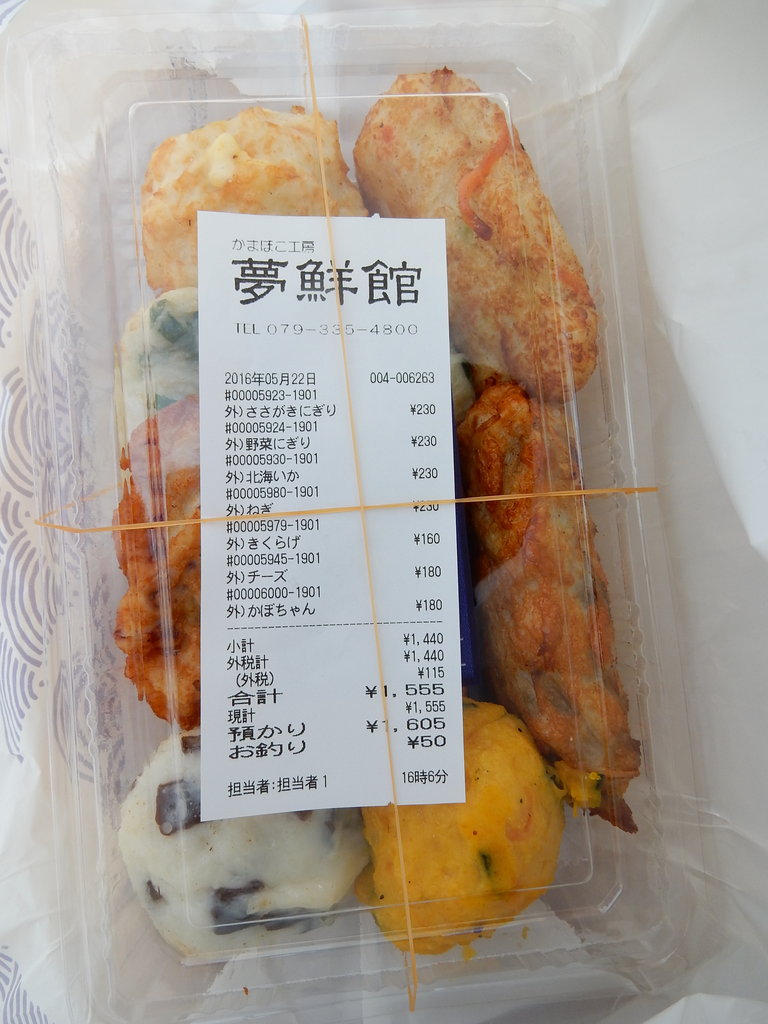 かまぼこ工房
夢鮮館
TEL 079-335-4800
2016年05月22日 004-006263
#00005923-1901
外)ささがきにぎり ¥230
#00005924-1901
外)野菜にぎり ¥230
#00005930-1901
外)北海いか ¥230
#00005980-1901
外)ねぎ ¥230
#00005979-1901
外)きくらげ ¥160
#00005945-1901
外)チーズ ¥180
#00006000-1901
外)かぼちゃん ¥180
小計 ¥1,440
外税計 ¥1,440
(外税) ¥115
合計 ¥1,555
現計 ¥1,555
預かり ¥1,605
お釣り ¥50
担当者:担当者1 16時6分